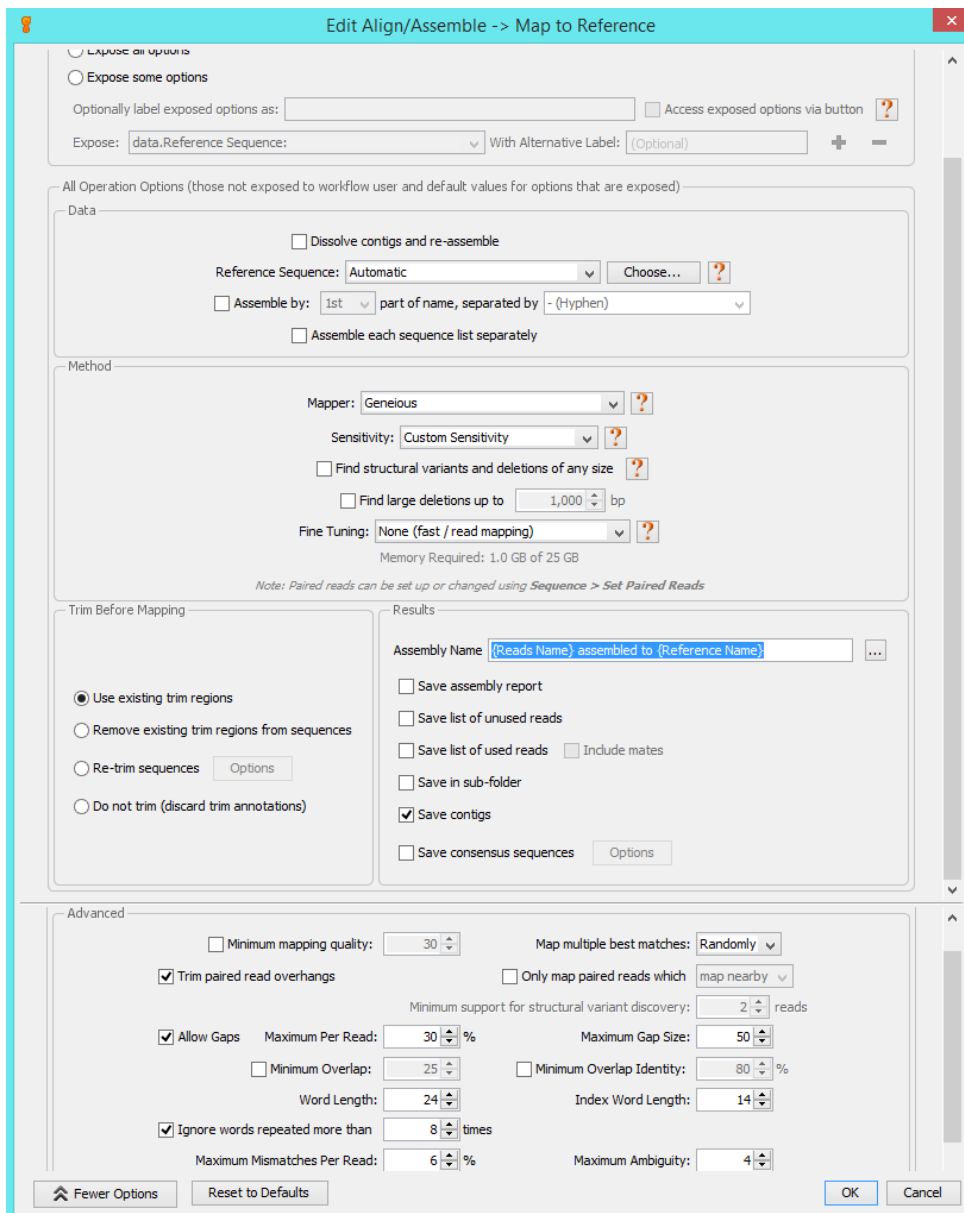 Edit Align/Assemble -> Map to Reference
Expose all options
Expose some options
Optionally label exposed options as: Access exposed options via button ?
Expose: data.Reference Sequence: With Alternative Label: (Optional)
All Operation Options (those not exposed to workflow user and default values for options that are exposed)
Data
Dissolve contigs and re-assemble
Reference Sequence: Automatic Choose... ?
Assemble by: 1st part of name, separated by - (Hyphen)
Assemble each sequence list separately
Method
Mapper: Geneious ?
Sensitivity: Custom Sensitivity ?
Find structural variants and deletions of any size ?
Find large deletions up to 1,000 bp
Fine Tuning: None (fast / read mapping) ?
Memory Required: 1.0 GB of 25 GB
Note: Paired reads can be set up or changed using Sequence > Set Paired Reads
Trim Before Mapping
Use existing trim regions
Remove existing trim regions from sequences
Re-trim sequences Options
Do not trim (discard trim annotations)
Results
Assembly Name {Reads Name} assembled to {Reference Name} ...
Save assembly report
Save list of unused reads
Save list of used reads Include mates
Save in sub-folder
Save contigs
Save consensus sequences Options
Advanced
Minimum mapping quality: 30 Map multiple best matches: Randomly
Trim paired read overhangs Only map paired reads which map nearby
Minimum support for structural variant discovery: 2 reads
Allow Gaps Maximum Per Read: 30 % Maximum Gap Size: 50
Minimum Overlap: 25 Minimum Overlap Identity: 80 %
Word Length: 24 Index Word Length: 14
Ignore words repeated more than 8 times
Maximum Mismatches Per Read: 6 % Maximum Ambiguity: 4
Fewer Options Reset to Defaults OK Cancel